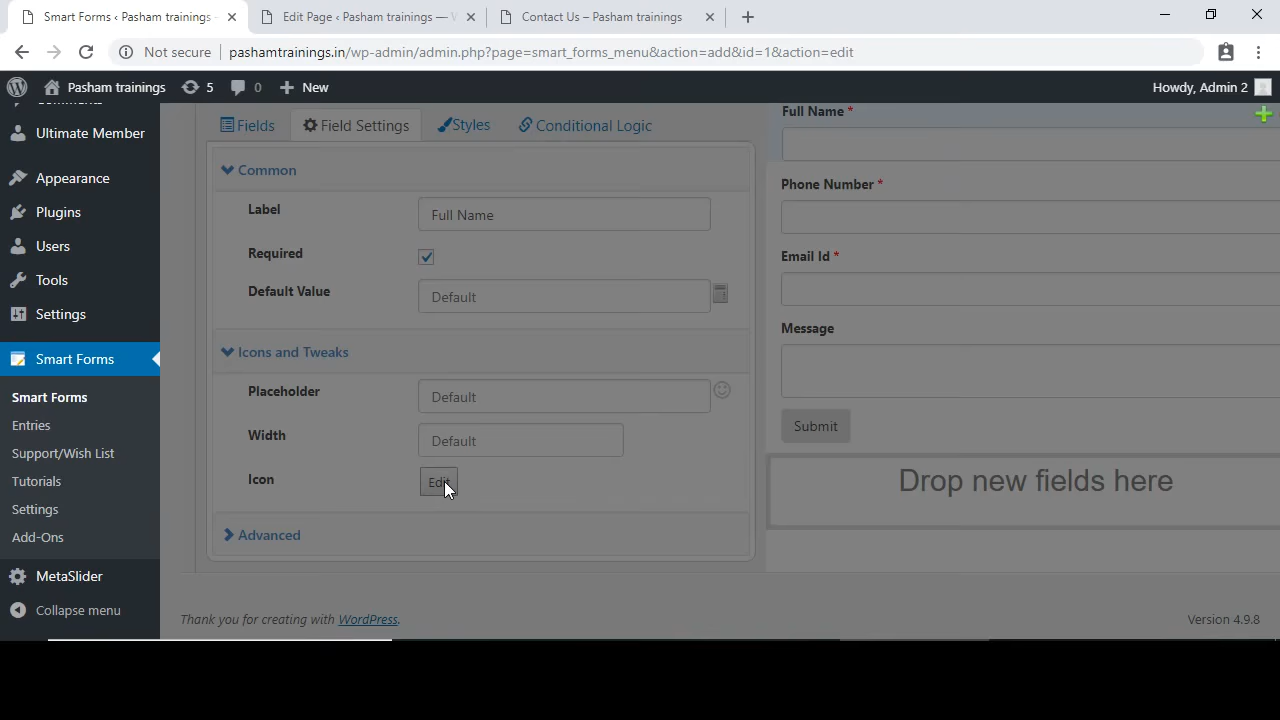 Smart Forms ‹ Pasham trainings -
Edit Page ‹ Pasham trainings —
Contact Us – Pasham trainings
Not secure
pashamtrainings.in/wp-admin/admin.php?page=smart_forms_menu&action=add&id=1&action=edit
Pasham trainings
5
0
New
Howdy, Admin 2
Comments
Ultimate Member
Appearance
Plugins
Users
Tools
Settings
Smart Forms
Smart Forms
Entries
Support/Wish List
Tutorials
Settings
Add-Ons
MetaSlider
Collapse menu
Fields
Field Settings
Styles
Conditional Logic
Common
Label
Full Name
Required
Default Value
Default
Icons and Tweaks
Placeholder
Default
Width
Default
Icon
Edit
Advanced
Full Name *
Phone Number *
Email Id *
Message
Submit
Drop new fields here
Thank you for creating with WordPress.
Version 4.9.8